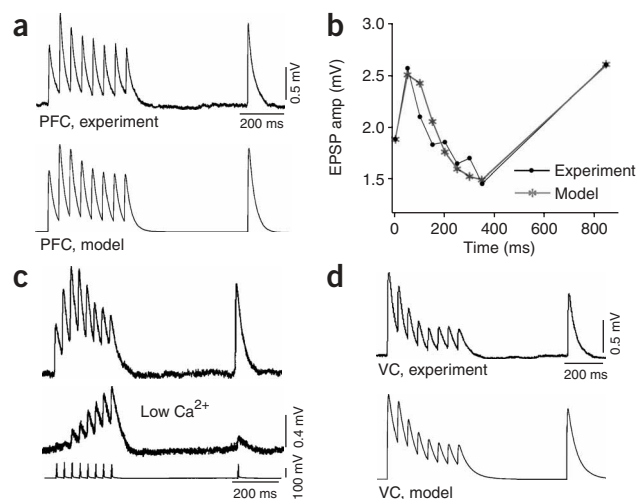 a
0.5 mV
PFC, experiment
200 ms
PFC, model
b
EPSP amp (mV)
3.0
2.5
2.0
1.5
Experiment
Model
0 200 400 600 800
Time (ms)
c
Low Ca2+
0.4 mV
100 mV
200 ms
d
0.5 mV
VC, experiment
200 ms
VC, model